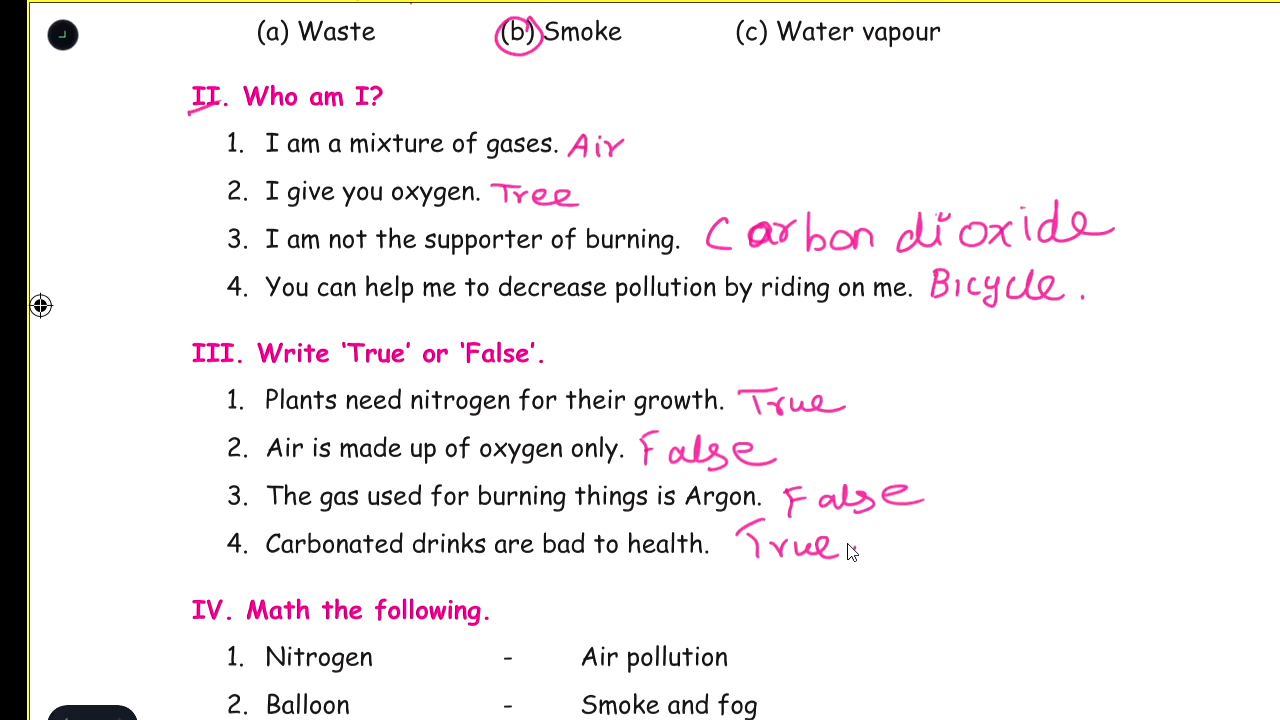 (a) Waste (b) Smoke (c) Water vapour
II. Who am I?
1. I am a mixture of gases. Air
2. I give you oxygen. Tree
3. I am not the supporter of burning. Carbon dioxide
4. You can help me to decrease pollution by riding on me. Bicycle.
III. Write 'True' or 'False'.
1. Plants need nitrogen for their growth. True
2. Air is made up of oxygen only. False
3. The gas used for burning things is Argon. False
4. Carbonated drinks are bad to health. True.
IV. Math the following.
1. Nitrogen - Air pollution
2. Balloon - Smoke and fog